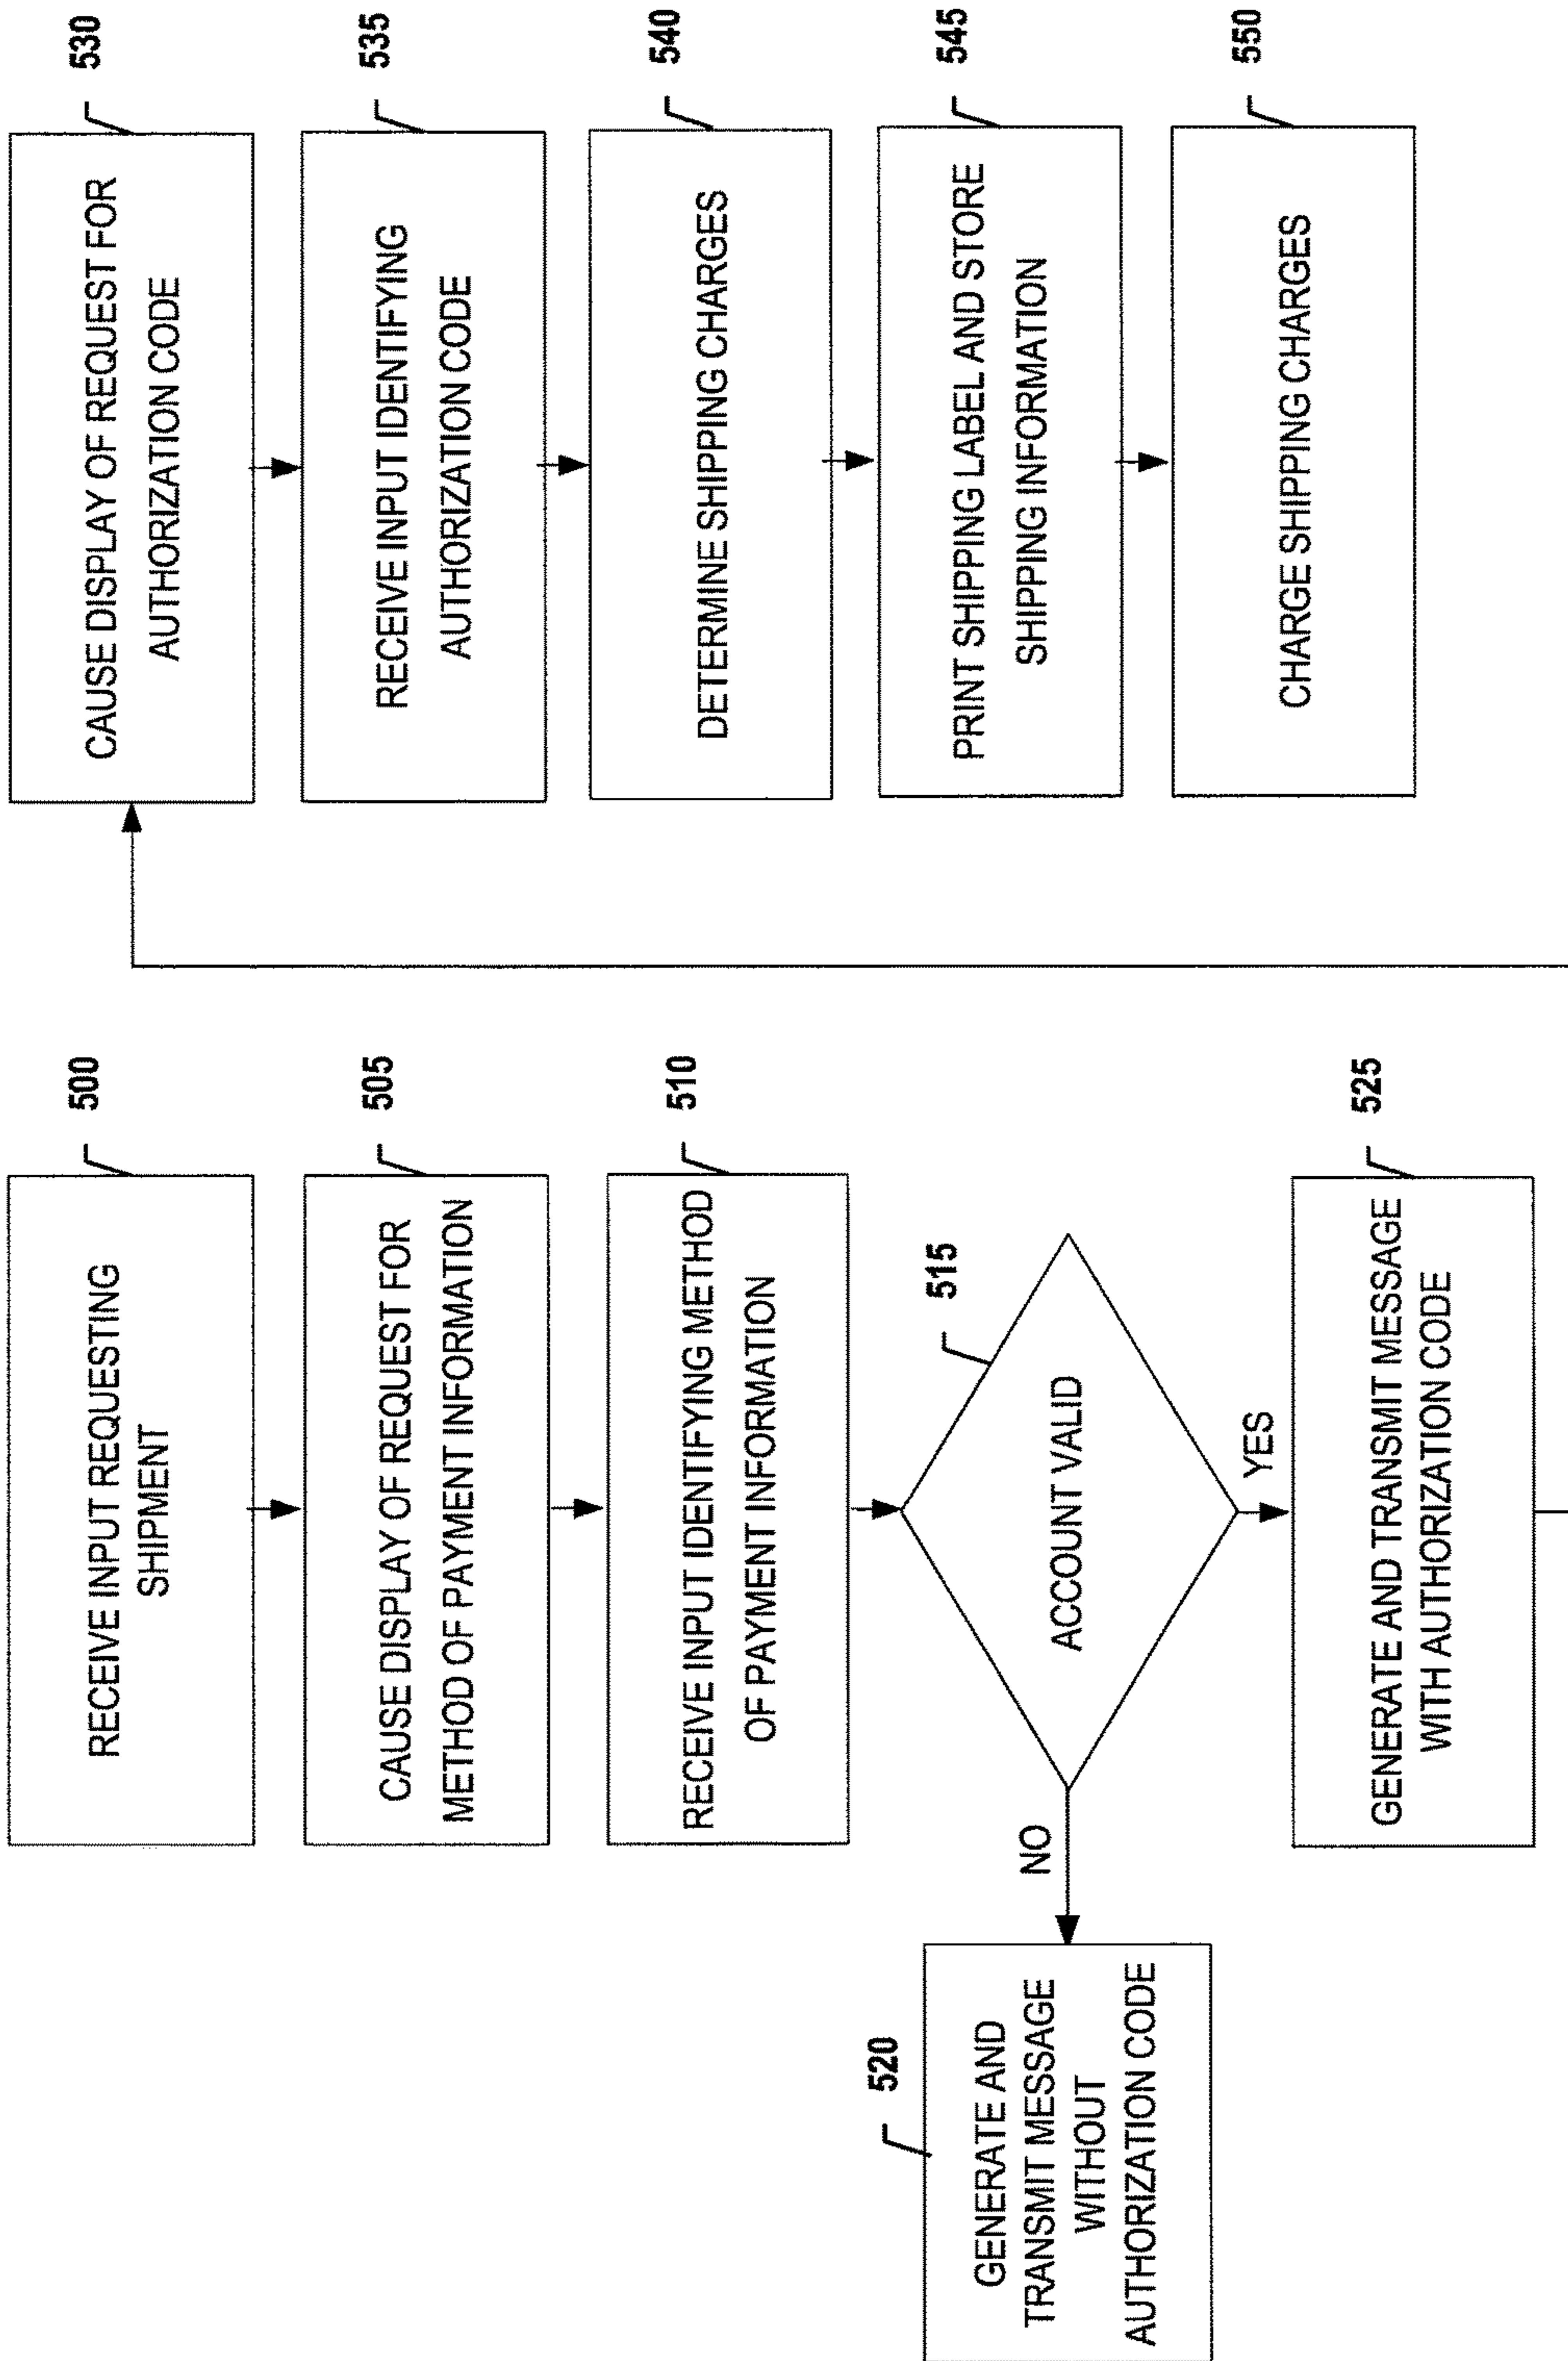 500
RECEIVE INPUT REQUESTING
SHIPMENT
505
CAUSE DISPLAY OF REQUEST FOR
METHOD OF PAYMENT INFORMATION
510
RECEIVE INPUT IDENTIFYING METHOD
OF PAYMENT INFORMATION
515
ACCOUNT VALID
NO
YES
520
GENERATE AND
TRANSMIT MESSAGE
WITHOUT
AUTHORIZATION CODE
525
GENERATE AND TRANSMIT MESSAGE
WITH AUTHORIZATION CODE
530
CAUSE DISPLAY OF REQUEST FOR
AUTHORIZATION CODE
535
RECEIVE INPUT IDENTIFYING
AUTHORIZATION CODE
540
DETERMINE SHIPPING CHARGES
545
PRINT SHIPPING LABEL AND STORE
SHIPPING INFORMATION
550
CHARGE SHIPPING CHARGES